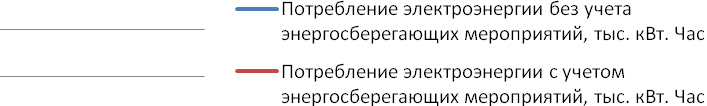 Потребление электроэнергии без учета
энергосберегающих мероприятий, тыс. кВт. Час
Потребление электроэнергии с учетом
энергосберегающих мероприятий, тыс. кВт. Час